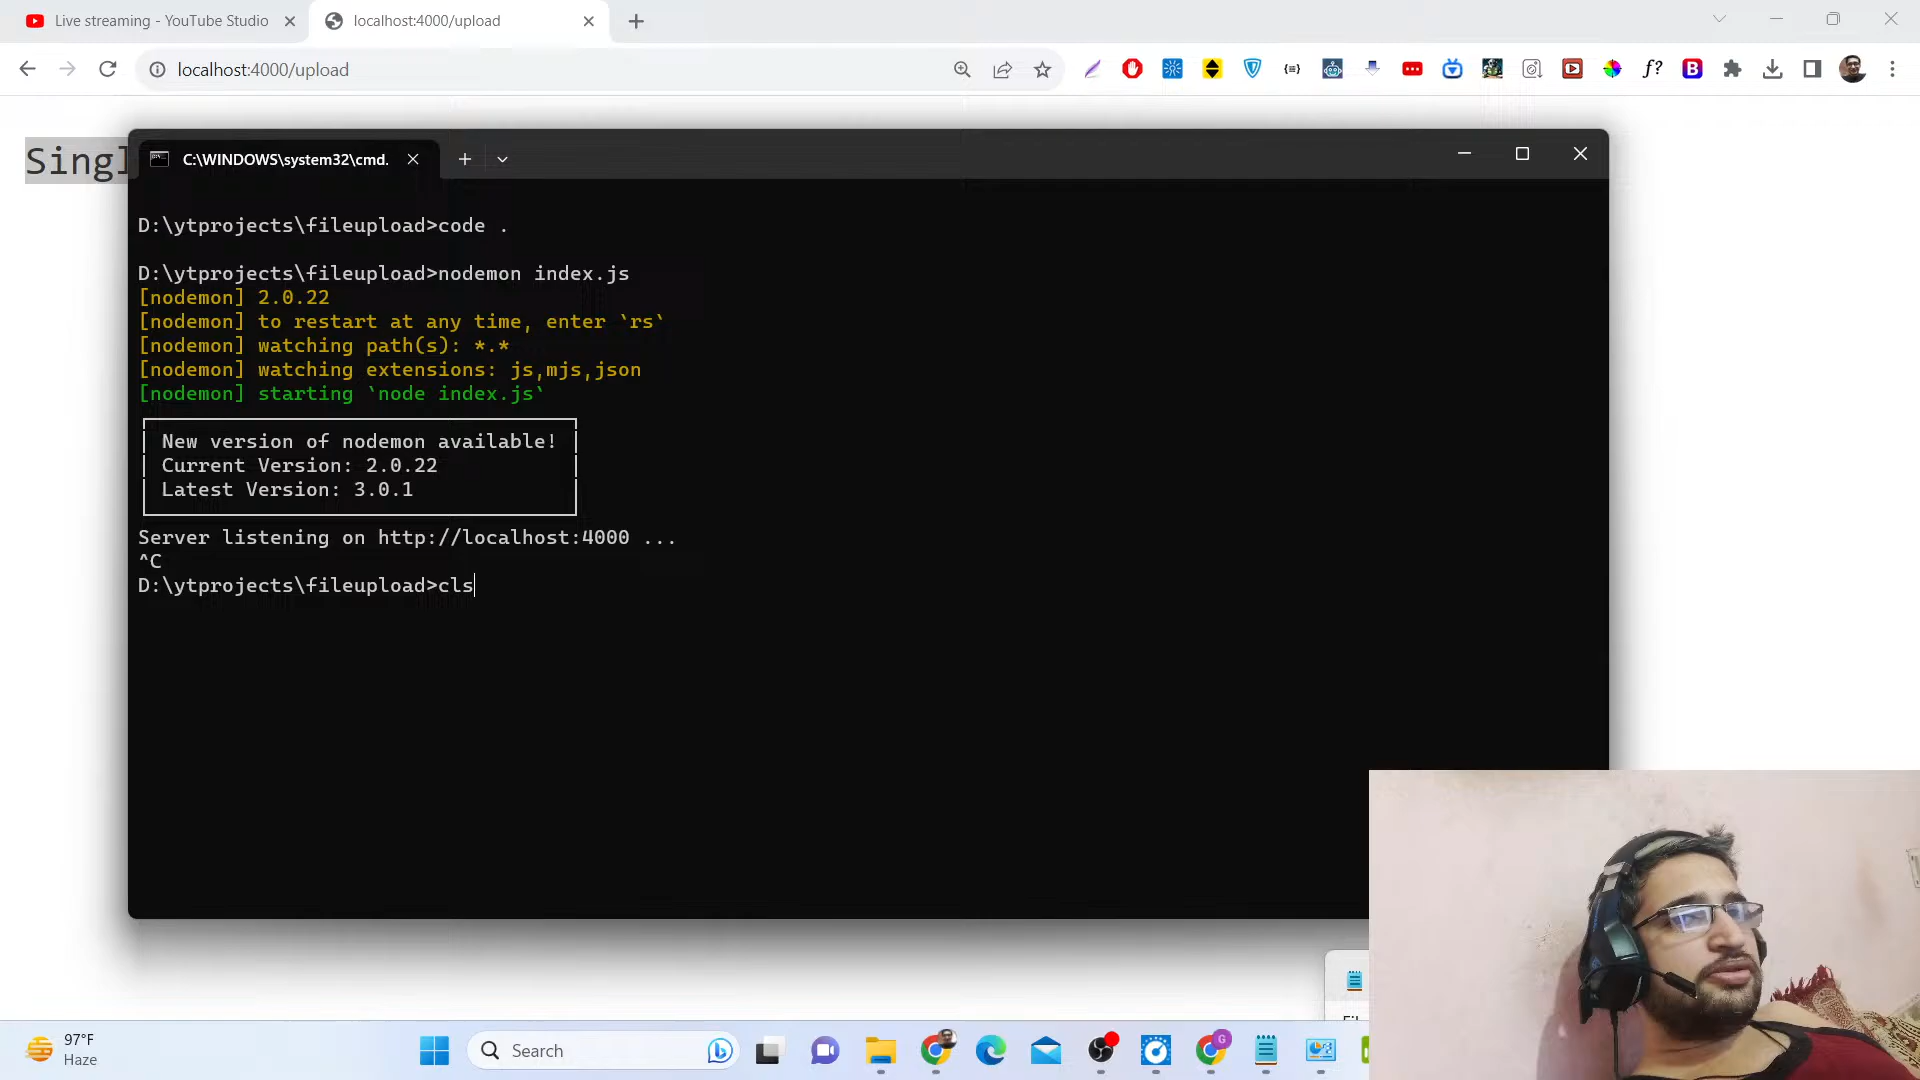 Live streaming - YouTube Studio
localhost:4000/upload
localhost:4000/upload
Singl
C:\WINDOWS\system32\cmd.
D:\ytprojects\fileupload>code .
D:\ytprojects\fileupload>nodemon index.js
[nodemon] 2.0.22
[nodemon] to restart at any time, enter `rs`
[nodemon] watching path(s): *.*
[nodemon] watching extensions: js,mjs,json
[nodemon] starting `node index.js`
New version of nodemon available!
Current Version: 2.0.22
Latest Version: 3.0.1
Server listening on http://localhost:4000 ...
^C
D:\ytprojects\fileupload>cls
97°F
Haze
Search